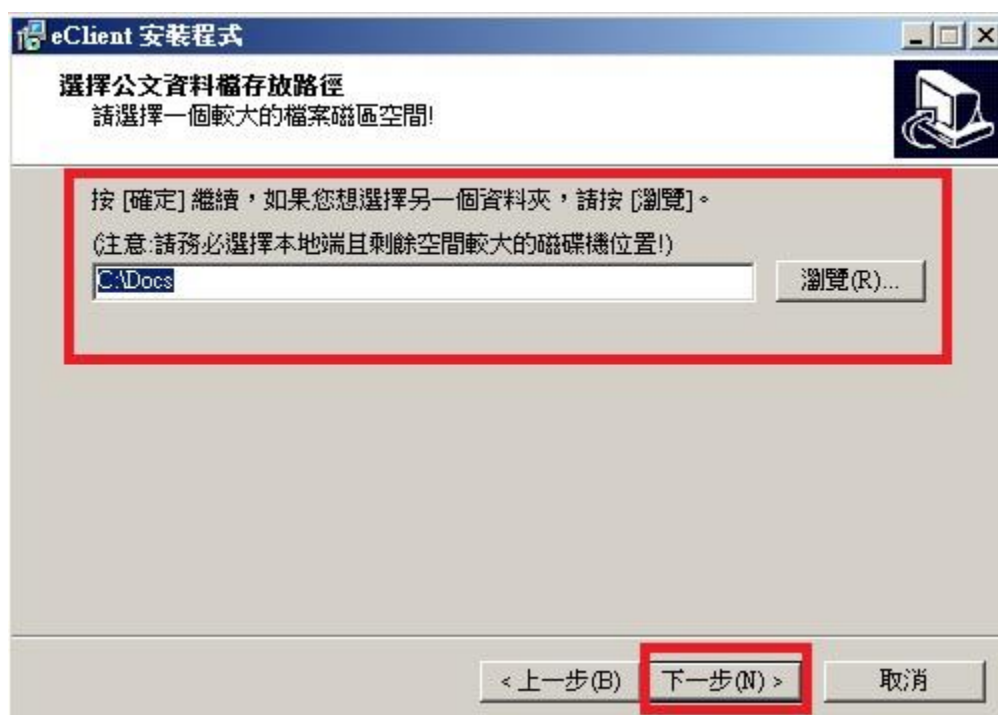 eClient 安裝程式
選擇公文資料檔存放路徑
請選擇一個較大的檔案磁區空間!
按 [確定] 繼續，如果您想選擇另一個資料夾，請按 [瀏覽]。
(注意:請務必選擇本地端且剩餘空間較大的磁碟機位置!)
C:\Docs
瀏覽(R)...
<上一步(B)
下一步(N) >
取消